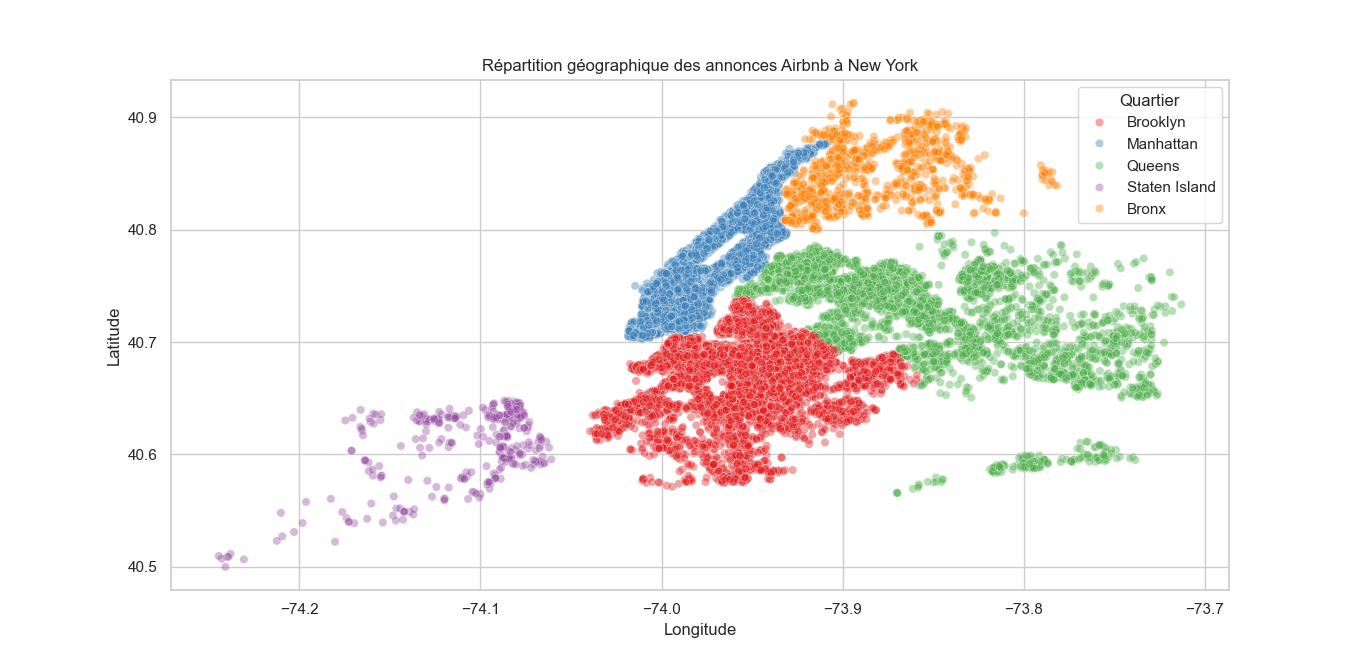 Répartition géographique des annonces Airbnb à New York
Quartier
Brooklyn
Manhattan
Queens
Staten Island
Bronx
Latitude
40.9
40.8
40.7
40.6
40.5
−74.2 −74.1 −74.0 −73.9 −73.8 −73.7
Longitude